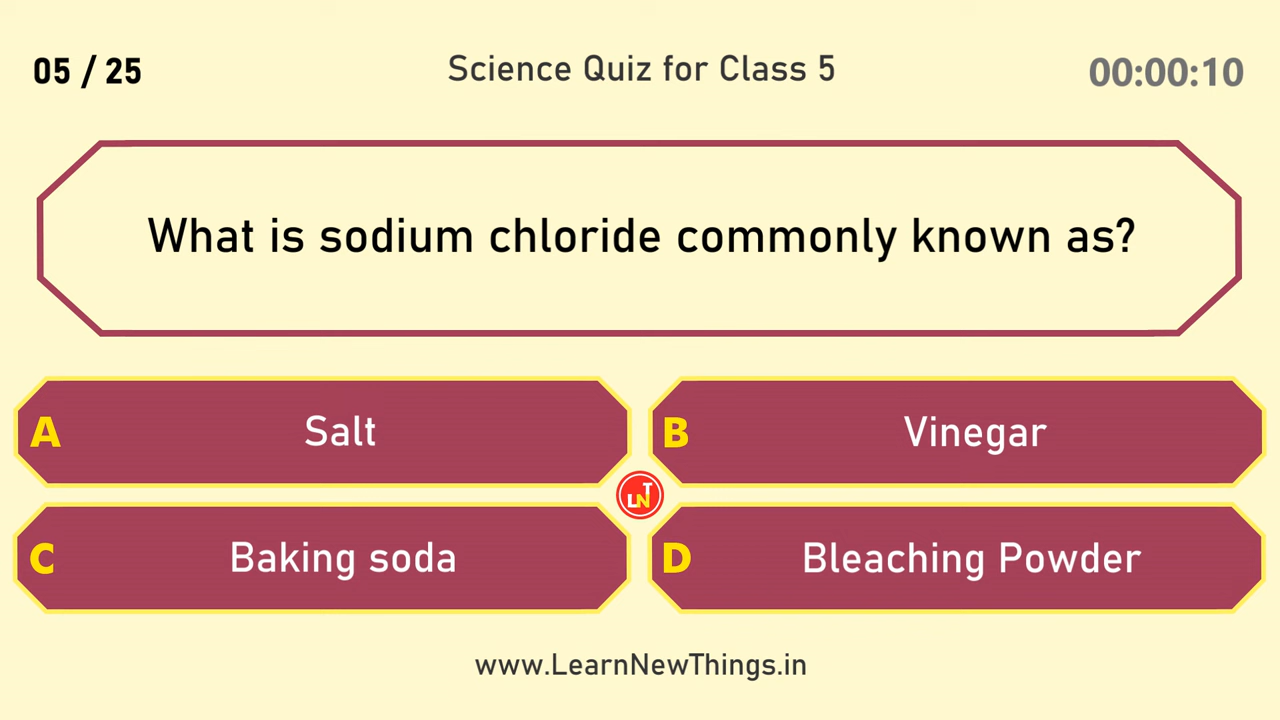 05 / 25
Science Quiz for Class 5
00:00:10
What is sodium chloride commonly known as?
A Salt
B Vinegar
LNT
C Baking soda
D Bleaching Powder
www.LearnNewThings.in